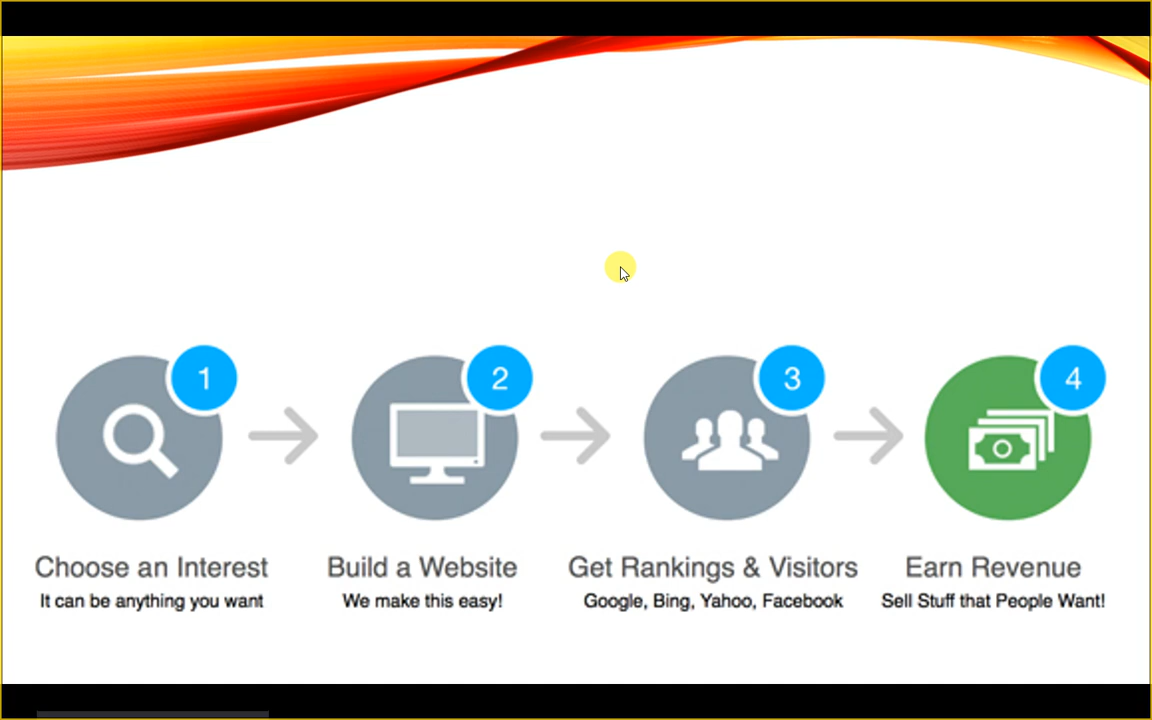 1
2
3
4
Choose an Interest
It can be anything you want
Build a Website
We make this easy!
Get Rankings & Visitors
Google, Bing, Yahoo, Facebook
Earn Revenue
Sell Stuff that People Want!